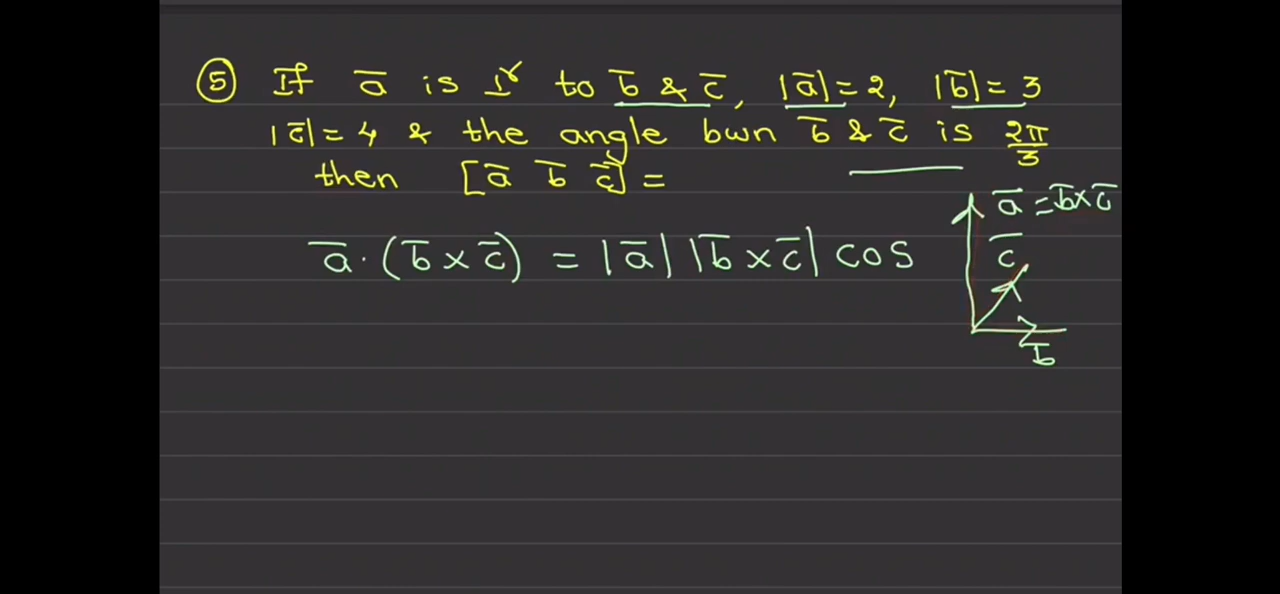 ⑤ If a̅ is ⊥r to b̅ & c̅, |a̅|=2, |b̅|=3
|c̅|=4 & the angle bwn b̅ & c̅ is 2π/3
then [a̅ b̅ c̅] =
a̅ = b̅×c̅
a̅·(b̅×c̅) = |a̅| |b̅×c̅| cos
c̅
b̅